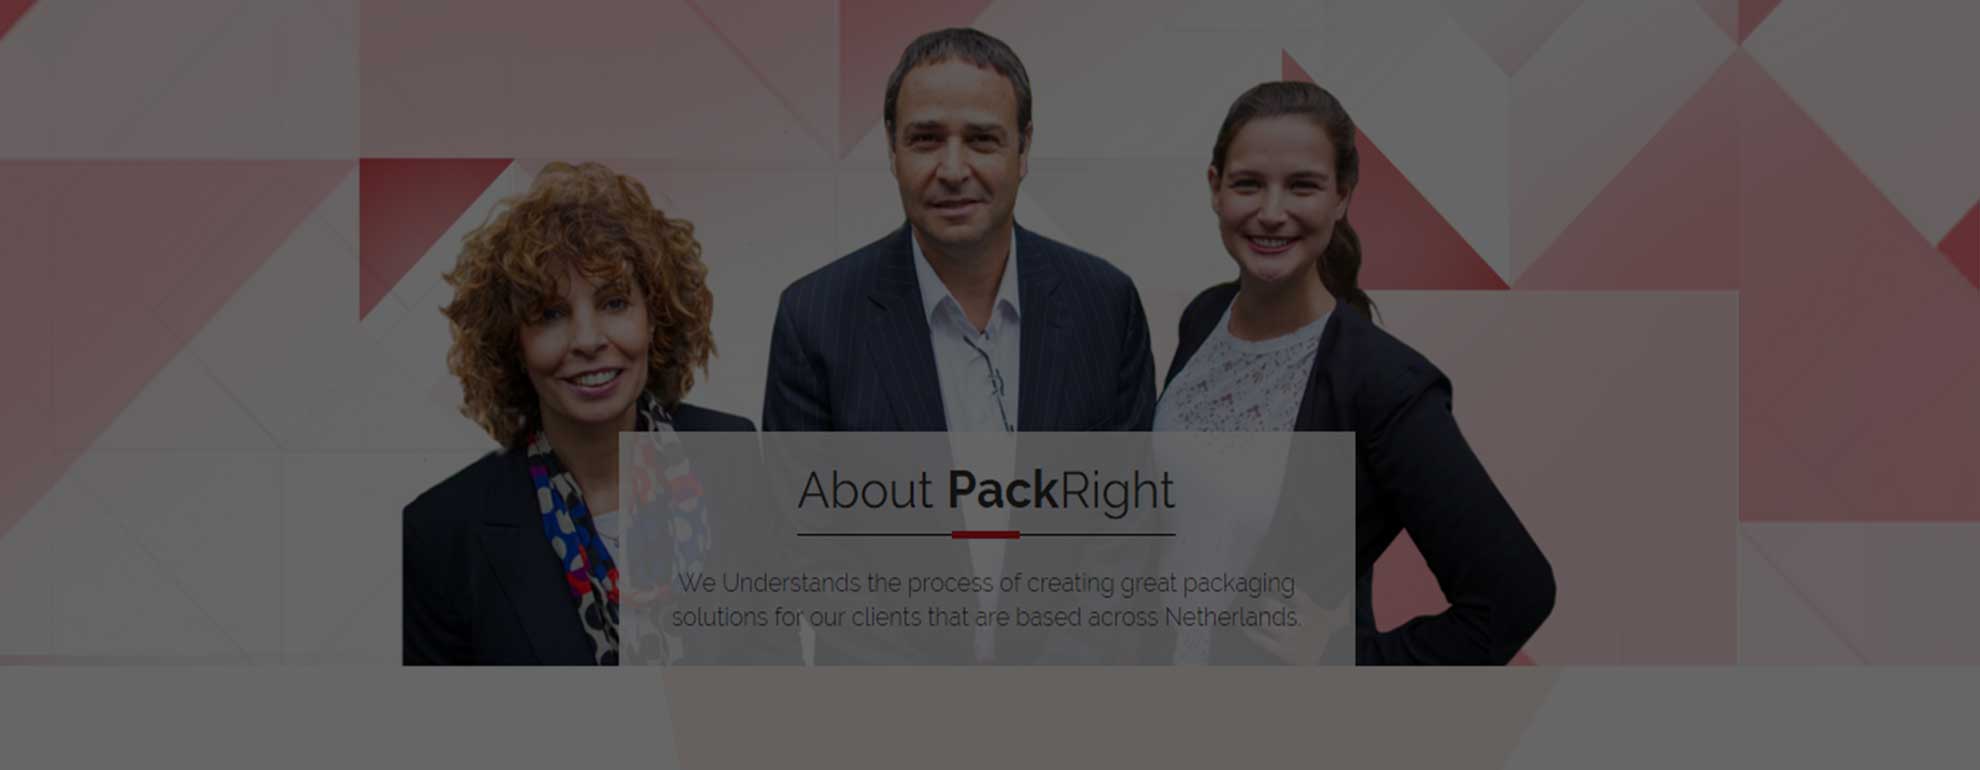 About PackRight
We Understands the process of creating great packaging
solutions for our clients that are based across Netherlands.